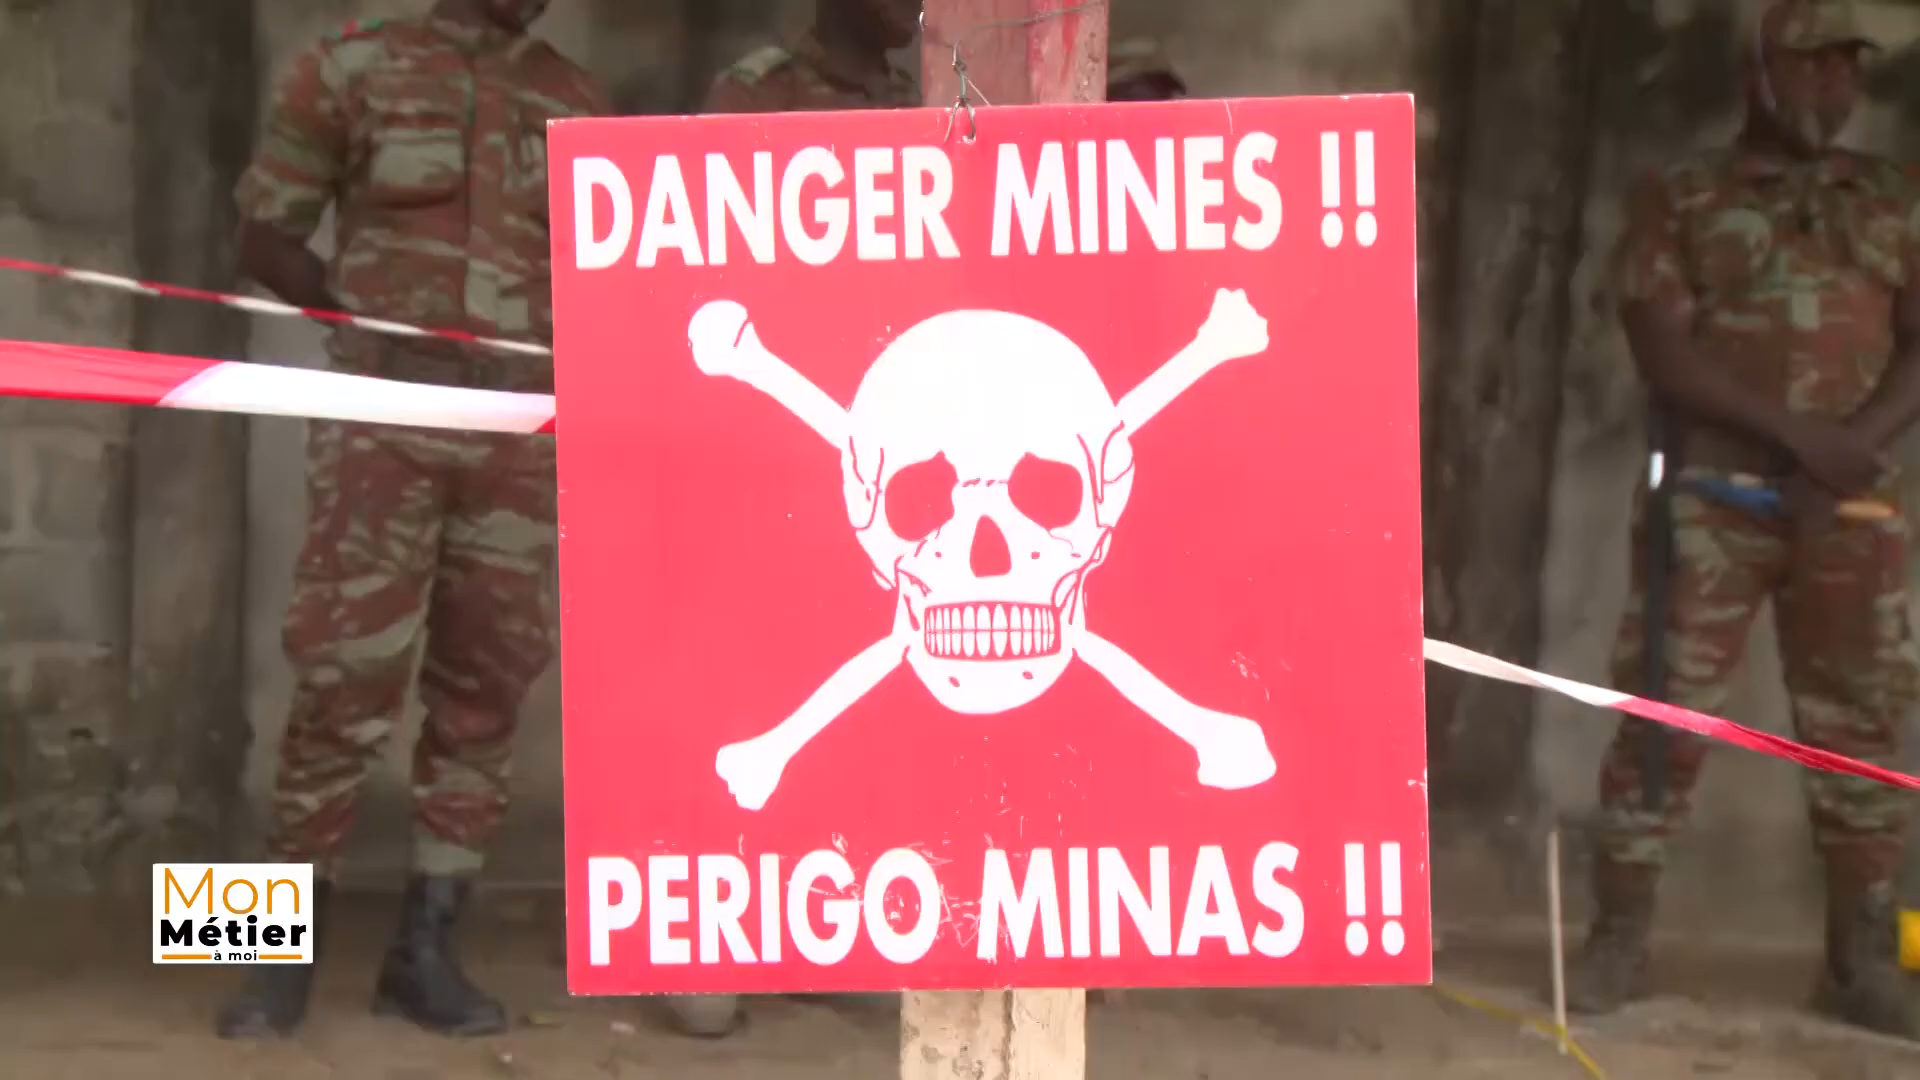 DANGER MINES !!
PERIGO MINAS !!
Mon
Métier
à moi